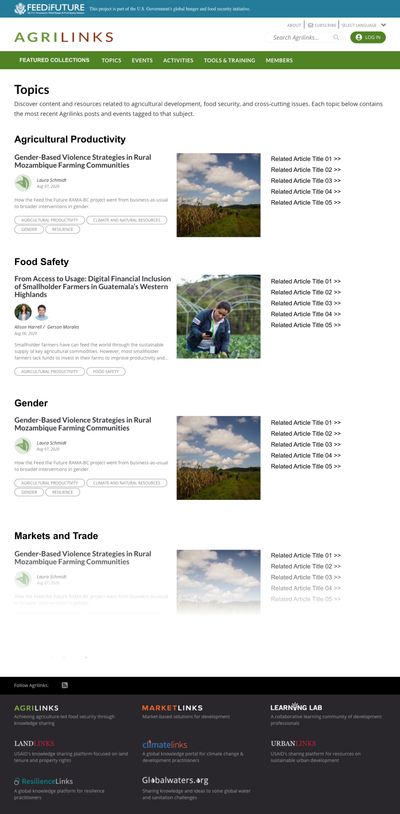 FEED THE FUTURE This project is part of the U.S. Government's global hunger and food security initiative.
ABOUT SUBSCRIBE SELECT LANGUAGE
AGRILINKS Search Agrilinks... LOG IN
FEATURED COLLECTIONS TOPICS EVENTS ACTIVITIES TOOLS & TRAINING MEMBERS
Topics
Discover content and resources related to agricultural development, food security, and cross-cutting issues. Each topic below contains
the most recent Agrilinks posts and events tagged to that subject.
Agricultural Productivity
Gender-Based Violence Strategies in Rural
Mozambique Farming Communities
Laura Schmidt
Aug 07, 2020
How the Feed the Future RAMA-BC project went from business-as-usual
to broader interventions in gender.
AGRICULTURAL PRODUCTIVITY CLIMATE AND NATURAL RESOURCES
GENDER RESILIENCE
Related Article Title 01 >>
Related Article Title 02 >>
Related Article Title 03 >>
Related Article Title 04 >>
Related Article Title 05 >>
Food Safety
From Access to Usage: Digital Financial Inclusion
of Smallholder Farmers in Guatemala's Western
Highlands
Alison Harrell / Gerson Morales
Aug 06, 2020
Smallholder farmers have can feed the world through the sustainable
supply of key agricultural commodities. However, most smallholder
farmers lack funds to invest in their farms to improve productivity and...
AGRICULTURAL PRODUCTIVITY FOOD SAFETY
Related Article Title 01 >>
Related Article Title 02 >>
Related Article Title 03 >>
Related Article Title 04 >>
Related Article Title 05 >>
Gender
Gender-Based Violence Strategies in Rural
Mozambique Farming Communities
Laura Schmidt
Aug 07, 2020
How the Feed the Future RAMA-BC project went from business-as-usual
to broader interventions in gender.
AGRICULTURAL PRODUCTIVITY CLIMATE AND NATURAL RESOURCES
GENDER RESILIENCE
Related Article Title 01 >>
Related Article Title 02 >>
Related Article Title 03 >>
Related Article Title 04 >>
Related Article Title 05 >>
Markets and Trade
Gender-Based Violence Strategies in Rural
Mozambique Farming Communities
Laura Schmidt
Aug 07, 2020
How the Feed the Future RAMA-BC project went from business-as-usual
to broader interventions in gender.
Related Article Title 01 >>
Related Article Title 02 >>
Related Article Title 03 >>
Related Article Title 04 >>
Related Article Title 05 >>
Follow Agrilinks:
AGRILINKS
Achieving agriculture-led food security through
knowledge sharing
MARKETLINKS
Market-based solutions for development
LEARNING LAB
A collaborative learning community of development
professionals
LANDLINKS
USAID's knowledge sharing platform focused on land
tenure and property rights
climatelinks
A global knowledge portal for climate change &
development practitioners
URBANLINKS
USAID's sharing platform for resources on
sustainable urban development
ResilienceLinks
A global knowledge platform for resilience
practitioners
Globalwaters.org
Sharing knowledge and ideas to solve global water
and sanitation challenges